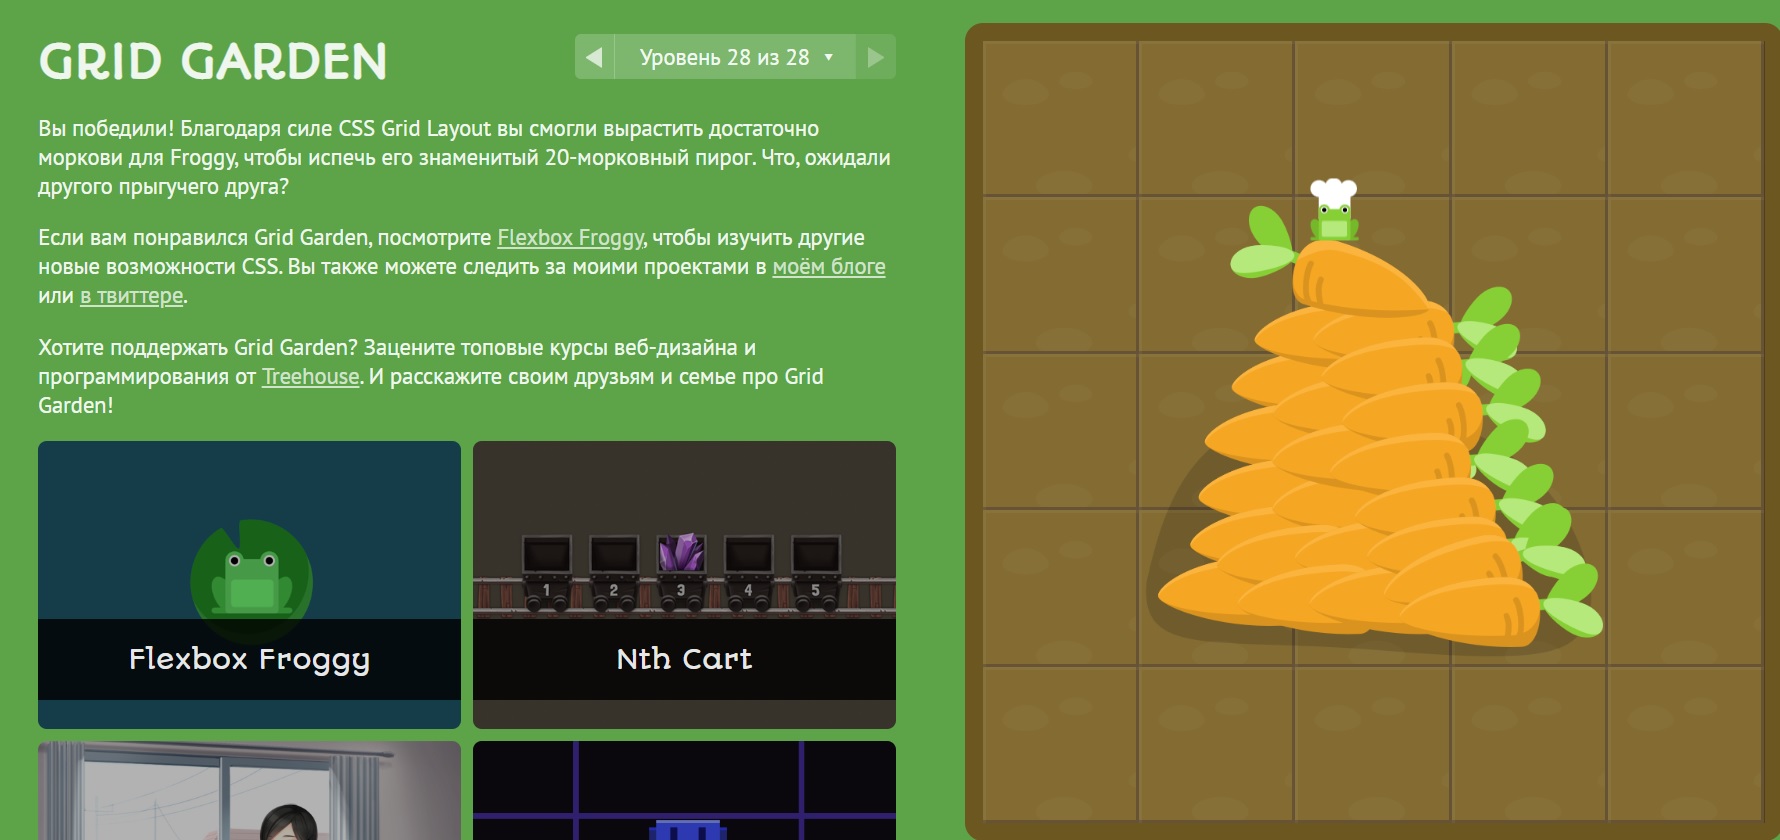 GRID GARDEN
Уровень 28 из 28
Вы победили! Благодаря силе CSS Grid Layout вы смогли вырастить достаточно
моркови для Froggy, чтобы испечь его знаменитый 20-морковный пирог. Что, ожидали
другого прыгучего друга?
Если вам понравился Grid Garden, посмотрите Flexbox Froggy, чтобы изучить другие
новые возможности CSS. Вы также можете следить за моими проектами в моём блоге
или в твиттере.
Хотите поддержать Grid Garden? Зацените топовые курсы веб-дизайна и
программирования от Treehouse. И расскажите своим друзьям и семье про Grid
Garden!
1 2 3 4 5
Flexbox Froggy
Nth Cart